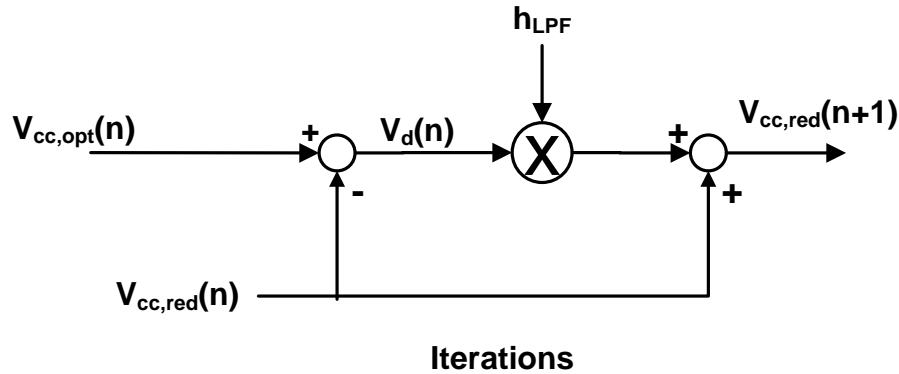 h_LPF
V_cc,opt(n)
+
V_d(n)
X
+
V_cc,red(n+1)
-
+
V_cc,red(n)
Iterations